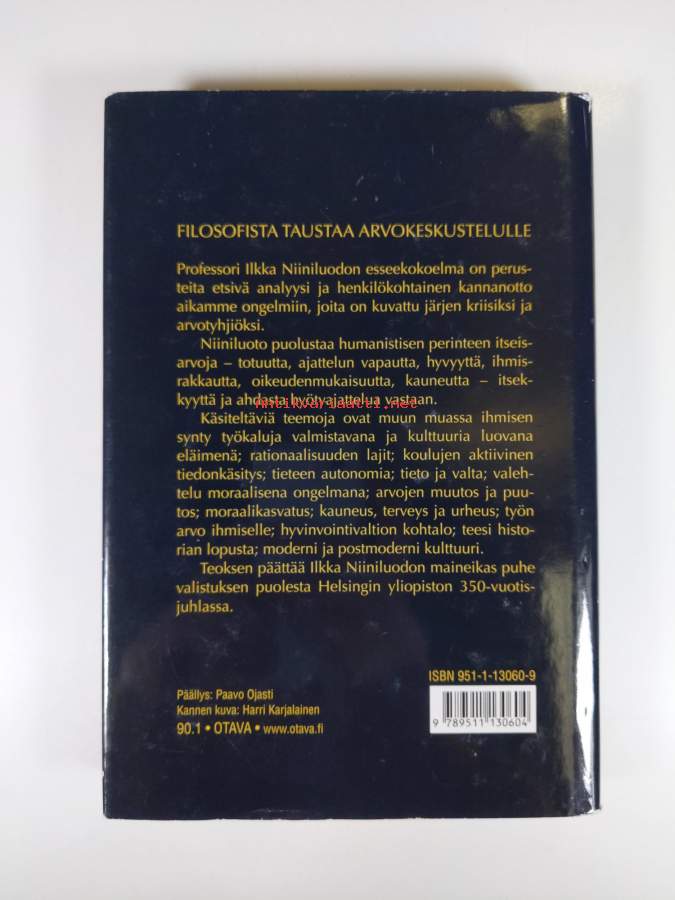 FILOSOFISTA TAUSTAA ARVOKESKUSTELULLE
Professori Ilkka Niiniluodon esseekokoelma on perus-
teita etsivä analyysi ja henkilökohtainen kannanotto
aikamme ongelmiin, joita on kuvattu järjen kriisiksi ja
arvotyhjiöksi.
Niiniluoto puolustaa humanistisen perinteen itseis-
arvoja – totuutta, ajattelun vapautta, hyvyyttä, ihmis-
rakkautta, oikeudenmukaisuutta, kauneutta – itsek-
kyyttä ja ahdasta hyötyajattelua vastaan.
Antikvariaatti.net
Käsiteltäviä teemoja ovat muun muassa ihmisen
synty työkaluja valmistavana ja kulttuuria luovana
eläimenä; rationaalisuuden lajit; koulujen aktiivinen
tiedonkäsitys; tieteen autonomia; tieto ja valta; valeh-
telu moraalisena ongelmana; arvojen muutos ja puu-
tos; moraalikasvatus; kauneus, terveys ja urheus; työn
arvo ihmiselle; hyvinvointivaltion kohtalo; teesi histo-
rian lopusta; moderni ja postmoderni kulttuuri.
Teoksen päättää Ilkka Niiniluodon maineikas puhe
valistuksen puolesta Helsingin yliopiston 350-vuotis-
juhlassa.
ISBN 951-1-13060-9
9 789511 130604
Päällys: Paavo Ojasti
Kannen kuva: Harri Karjalainen
90.1 • OTAVA • www.otava.fi